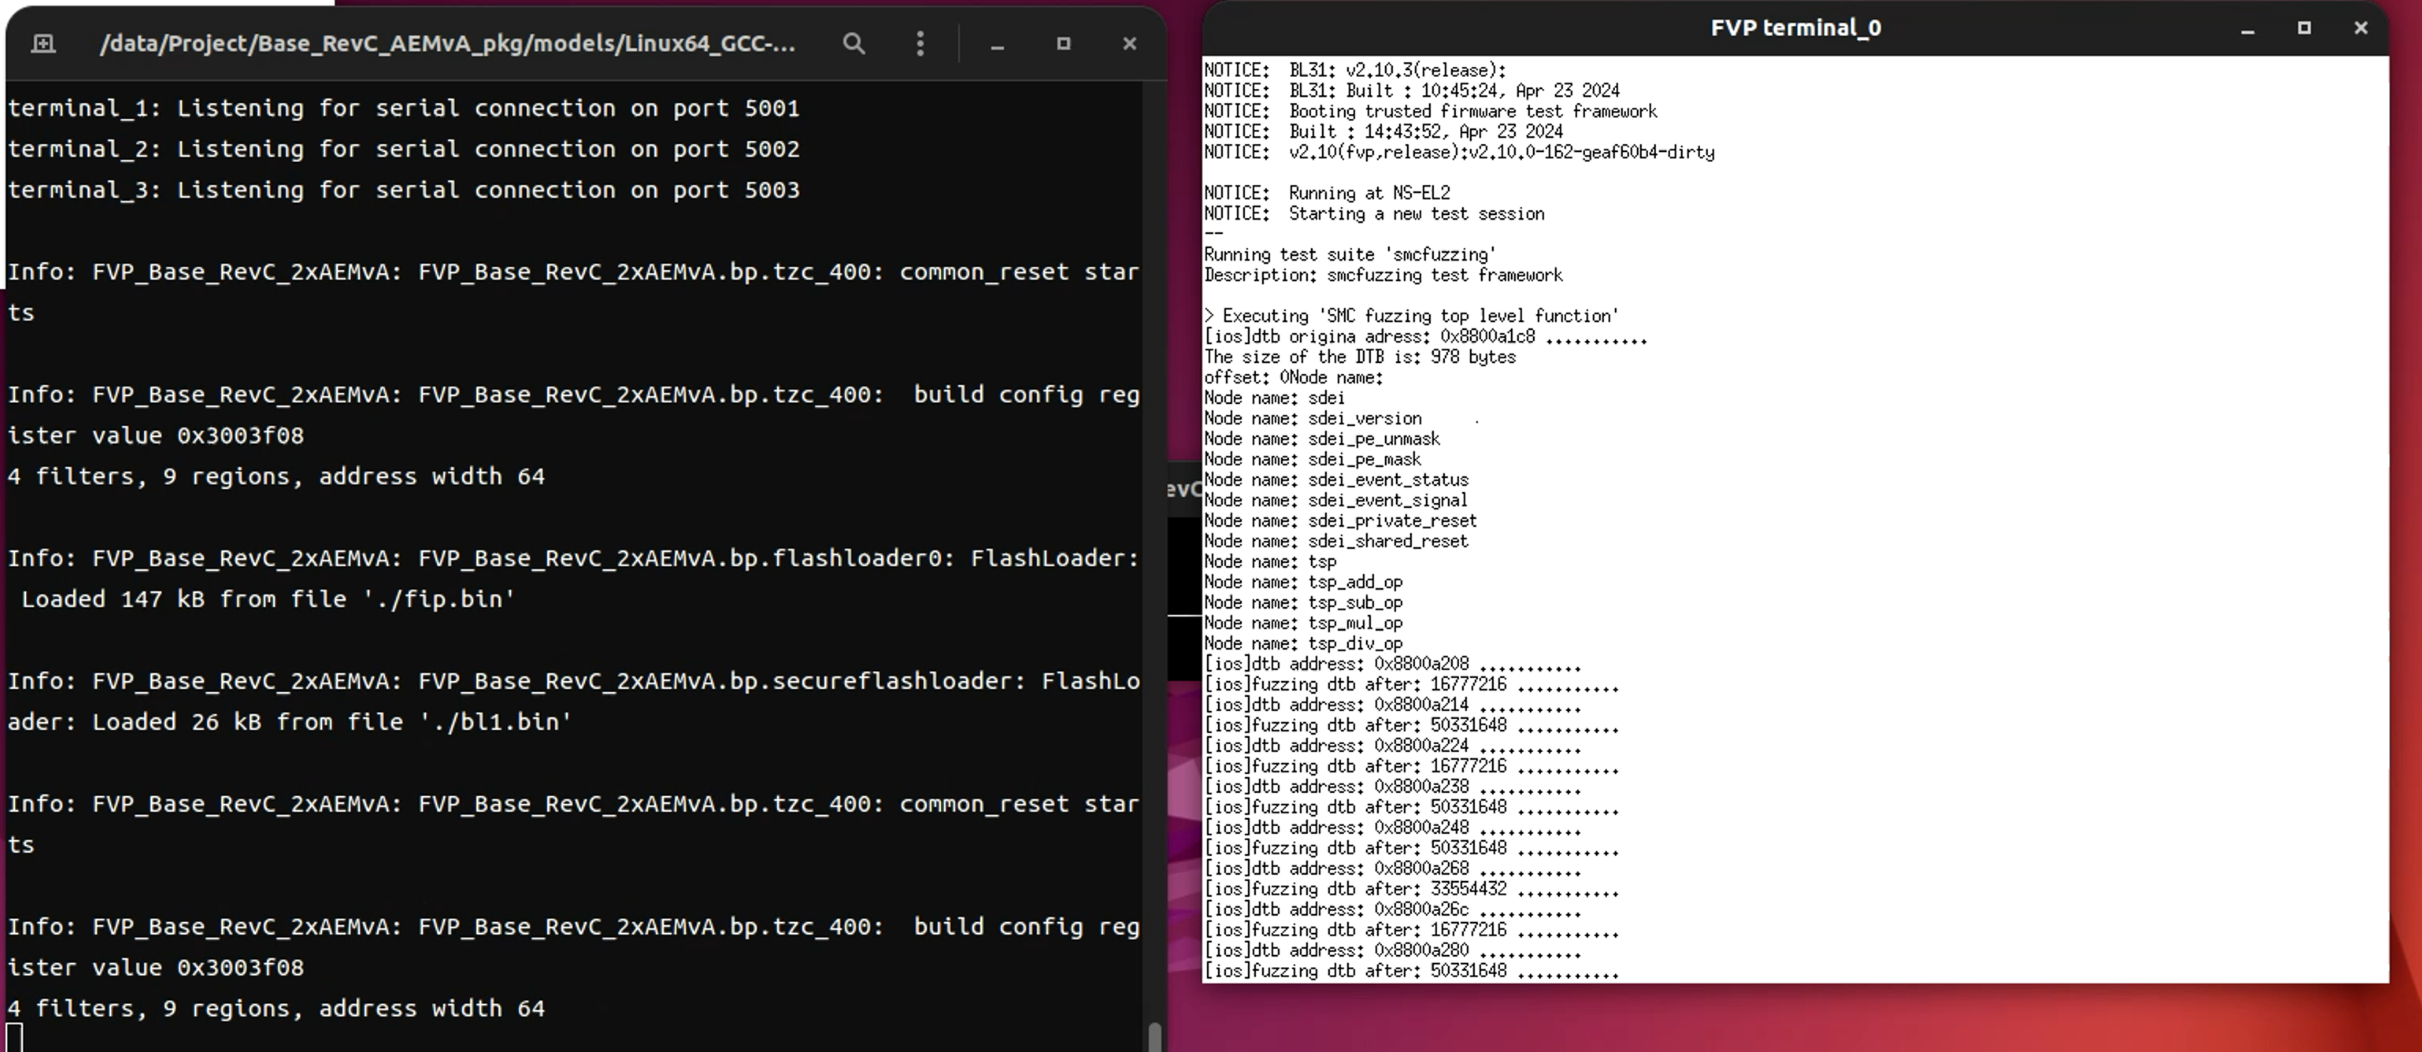 /data/Project/Base_RevC_AEMvA_pkg/models/Linux64_GCC-...
terminal_1: Listening for serial connection on port 5001
terminal_2: Listening for serial connection on port 5002
terminal_3: Listening for serial connection on port 5003
Info: FVP_Base_RevC_2xAEMvA: FVP_Base_RevC_2xAEMvA.bp.tzc_400: common_reset star
ts
Info: FVP_Base_RevC_2xAEMvA: FVP_Base_RevC_2xAEMvA.bp.tzc_400:  build config reg
ister value 0x3003f08
4 filters, 9 regions, address width 64
Info: FVP_Base_RevC_2xAEMvA: FVP_Base_RevC_2xAEMvA.bp.flashloader0: FlashLoader:
 Loaded 147 kB from file './fip.bin'
Info: FVP_Base_RevC_2xAEMvA: FVP_Base_RevC_2xAEMvA.bp.secureflashloader: FlashLo
ader: Loaded 26 kB from file './bl1.bin'
Info: FVP_Base_RevC_2xAEMvA: FVP_Base_RevC_2xAEMvA.bp.tzc_400: common_reset star
ts
Info: FVP_Base_RevC_2xAEMvA: FVP_Base_RevC_2xAEMvA.bp.tzc_400:  build config reg
ister value 0x3003f08
4 filters, 9 regions, address width 64
evC
FVP terminal_0
NOTICE:  BL31: v2.10.3(release):
NOTICE:  BL31: Built : 10:45:24, Apr 23 2024
NOTICE:  Booting trusted firmware test framework
NOTICE:  Built : 14:43:52, Apr 23 2024
NOTICE:  v2.10(fvp,release):v2.10.0-162-geaf60b4-dirty
NOTICE:  Running at NS-EL2
NOTICE:  Starting a new test session
--
Running test suite 'smcfuzzing'
Description: smcfuzzing test framework
> Executing 'SMC fuzzing top level function'
[ios]dtb origina adress: 0x8800a1c8 ...........
The size of the DTB is: 978 bytes
offset: 0Node name:
Node name: sdei
Node name: sdei_version
Node name: sdei_pe_unmask
Node name: sdei_pe_mask
Node name: sdei_event_status
Node name: sdei_event_signal
Node name: sdei_private_reset
Node name: sdei_shared_reset
Node name: tsp
Node name: tsp_add_op
Node name: tsp_sub_op
Node name: tsp_mul_op
Node name: tsp_div_op
[ios]dtb address: 0x8800a208 ...........
[ios]fuzzing dtb after: 16777216 ...........
[ios]dtb address: 0x8800a214 ...........
[ios]fuzzing dtb after: 50331648 ...........
[ios]dtb address: 0x8800a224 ...........
[ios]fuzzing dtb after: 16777216 ...........
[ios]dtb address: 0x8800a238 ...........
[ios]fuzzing dtb after: 50331648 ...........
[ios]dtb address: 0x8800a248 ...........
[ios]fuzzing dtb after: 50331648 ...........
[ios]dtb address: 0x8800a268 ...........
[ios]fuzzing dtb after: 33554432 ...........
[ios]dtb address: 0x8800a26c ...........
[ios]fuzzing dtb after: 16777216 ...........
[ios]dtb address: 0x8800a280 ...........
[ios]fuzzing dtb after: 50331648 ...........